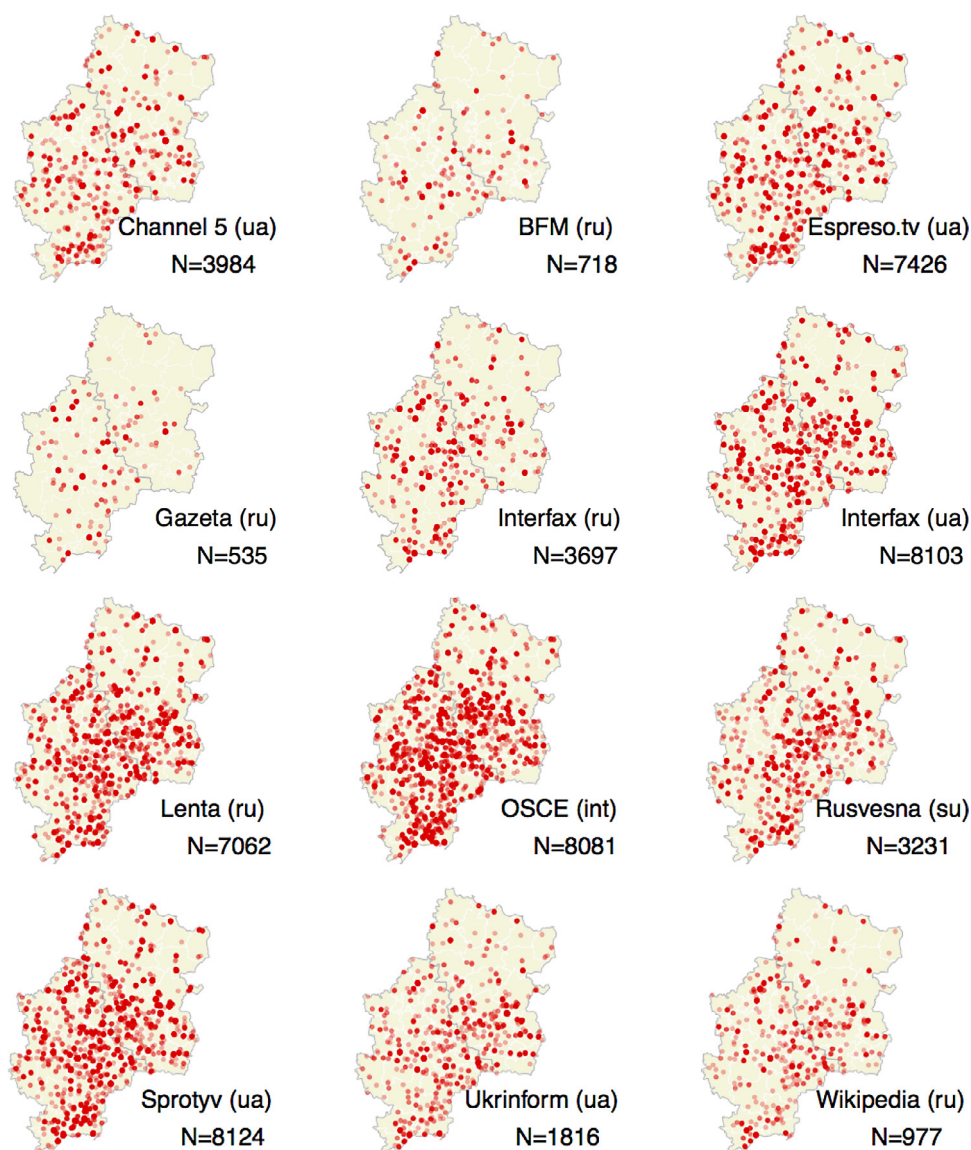 Channel 5 (ua)
N=3984
BFM (ru)
N=718
Espreso.tv (ua)
N=7426
Gazeta (ru)
N=535
Interfax (ru)
N=3697
Interfax (ua)
N=8103
Lenta (ru)
N=7062
OSCE (int)
N=8081
Rusvesna (su)
N=3231
Sprotyv (ua)
N=8124
Ukrinform (ua)
N=1816
Wikipedia (ru)
N=977